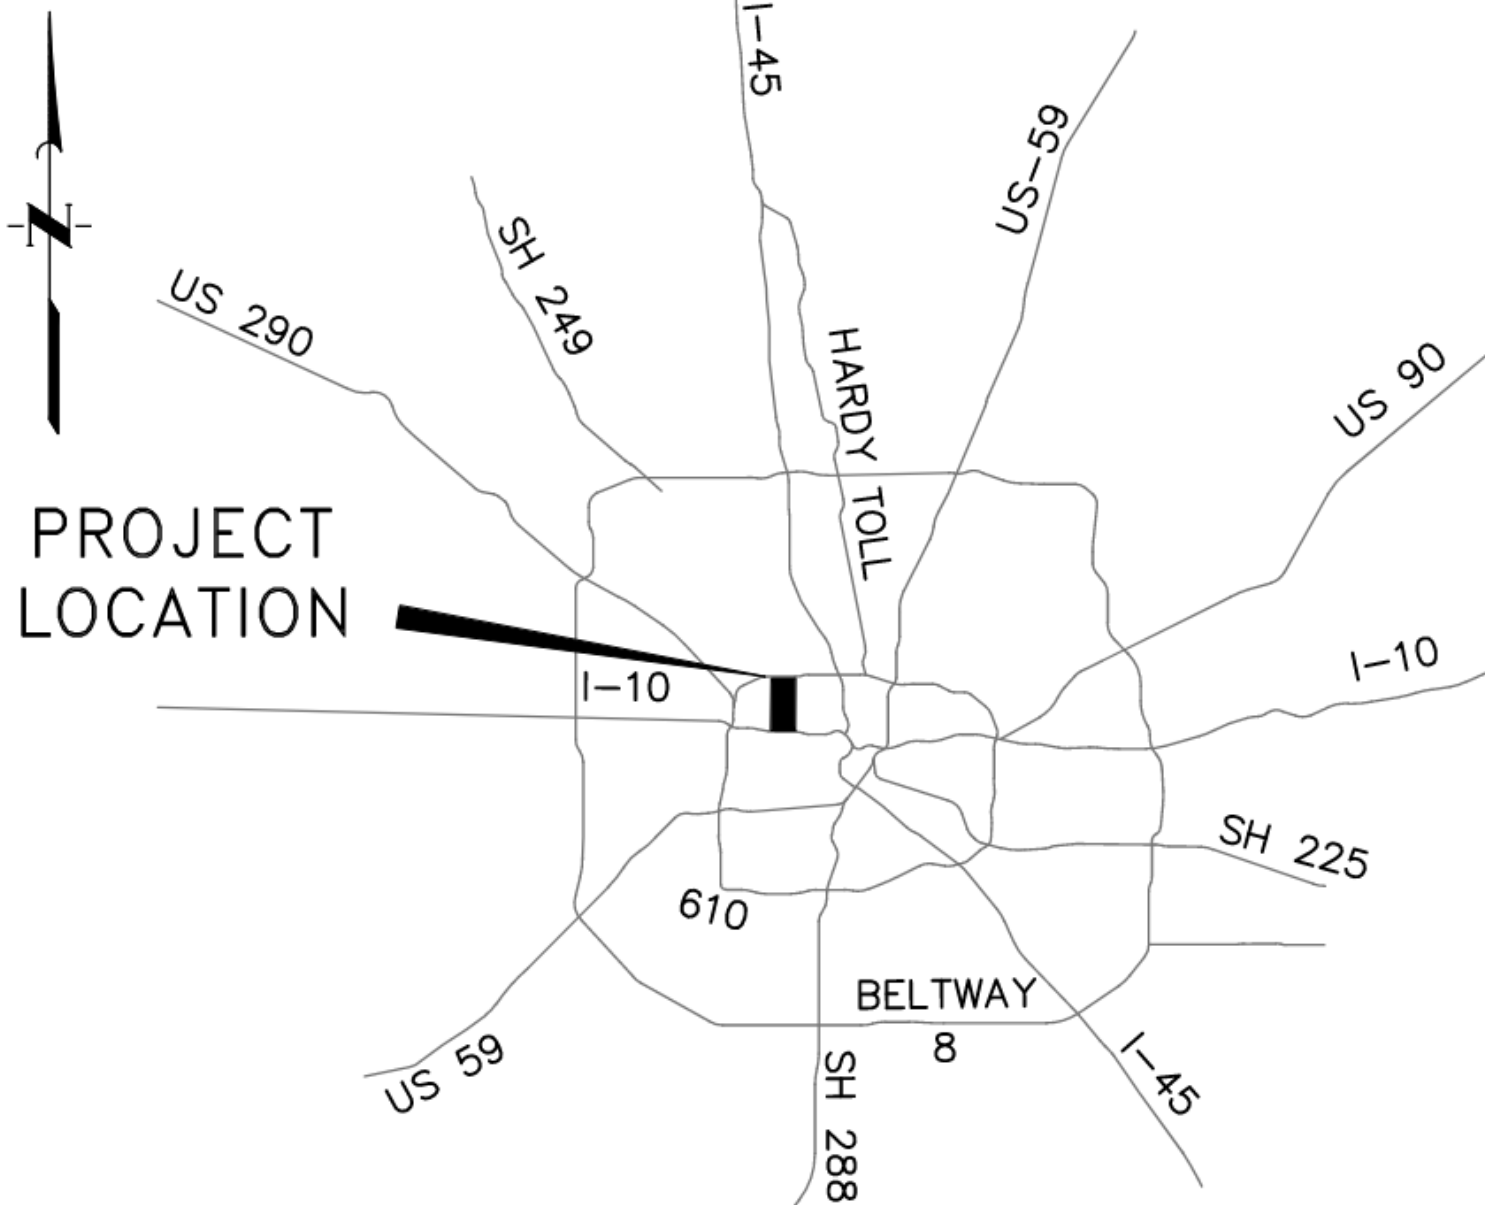 I-45
US-59
N
SH 249
US 290
HARDY TOLL
US 90
PROJECT
LOCATION
I-10
I-10
SH 225
610
BELTWAY
8
US 59
I-45
SH 288